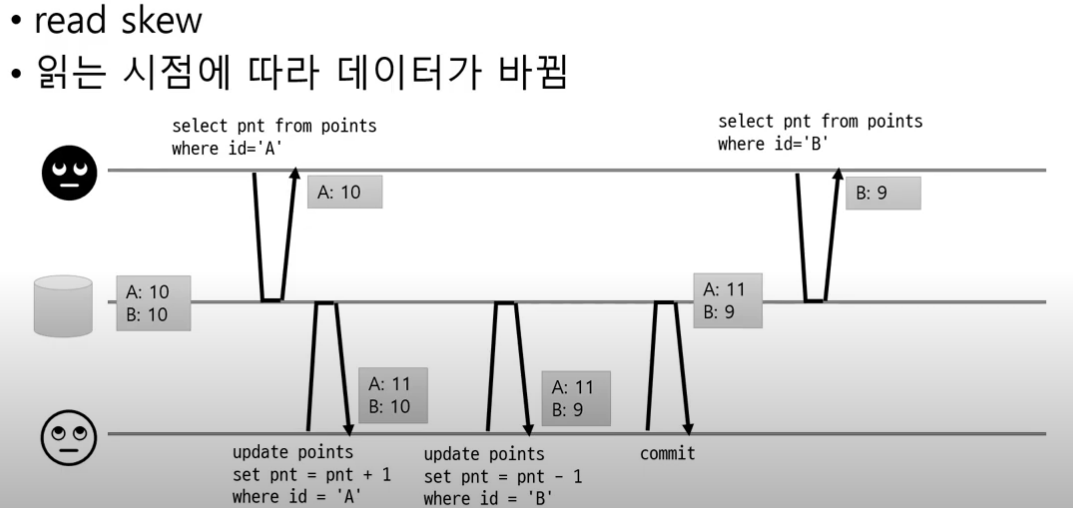 • read skew
• 읽는 시점에 따라 데이터가 바뀜
select pnt from points
where id='A'
select pnt from points
where id='B'
A: 10
B: 9
A: 10
B: 10
A: 11
B: 9
A: 11
B: 10
A: 11
B: 9
update points
set pnt = pnt + 1
where id = 'A'
update points
set pnt = pnt - 1
where id = 'B'
commit